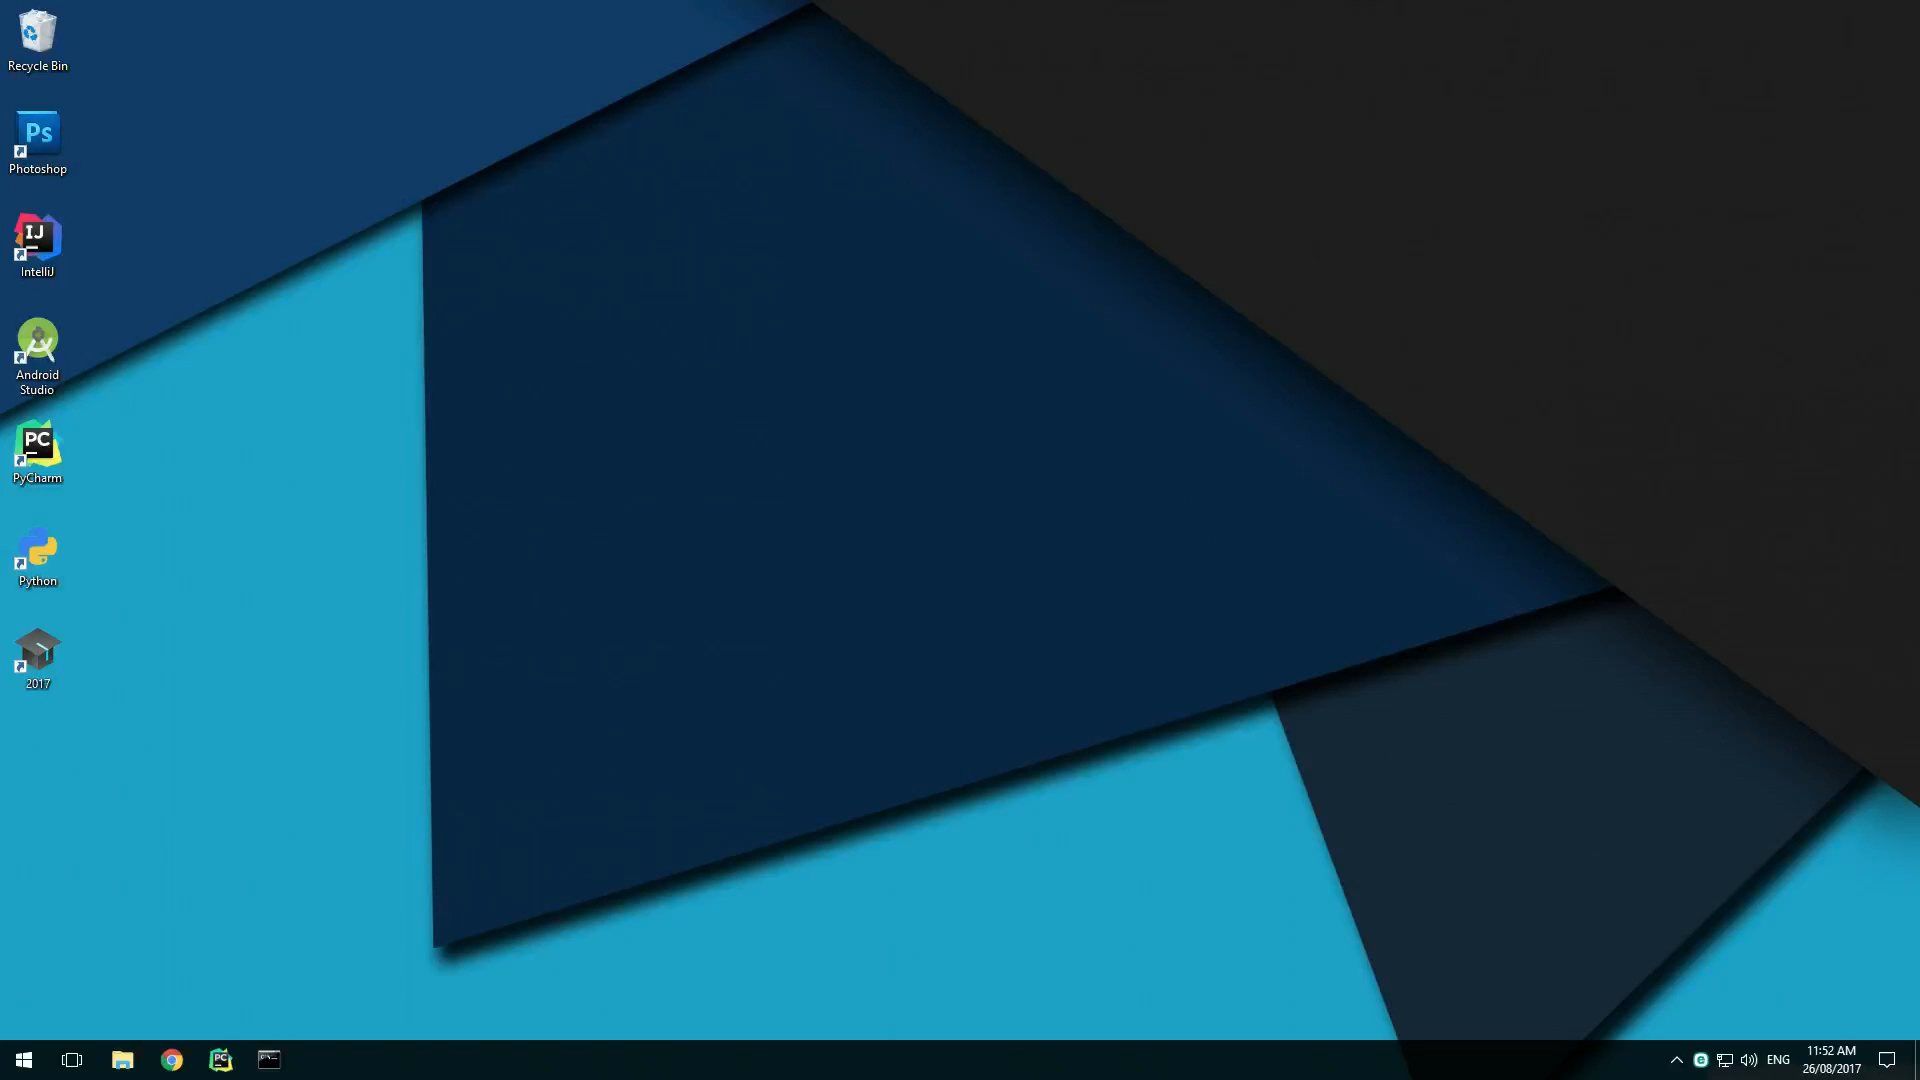 Recycle Bin
Ps
Photoshop
IJ
IntelliJ
Android
Studio
PC
PyCharm
Python
2017
PC
ENG
11:52 AM
26/08/2017